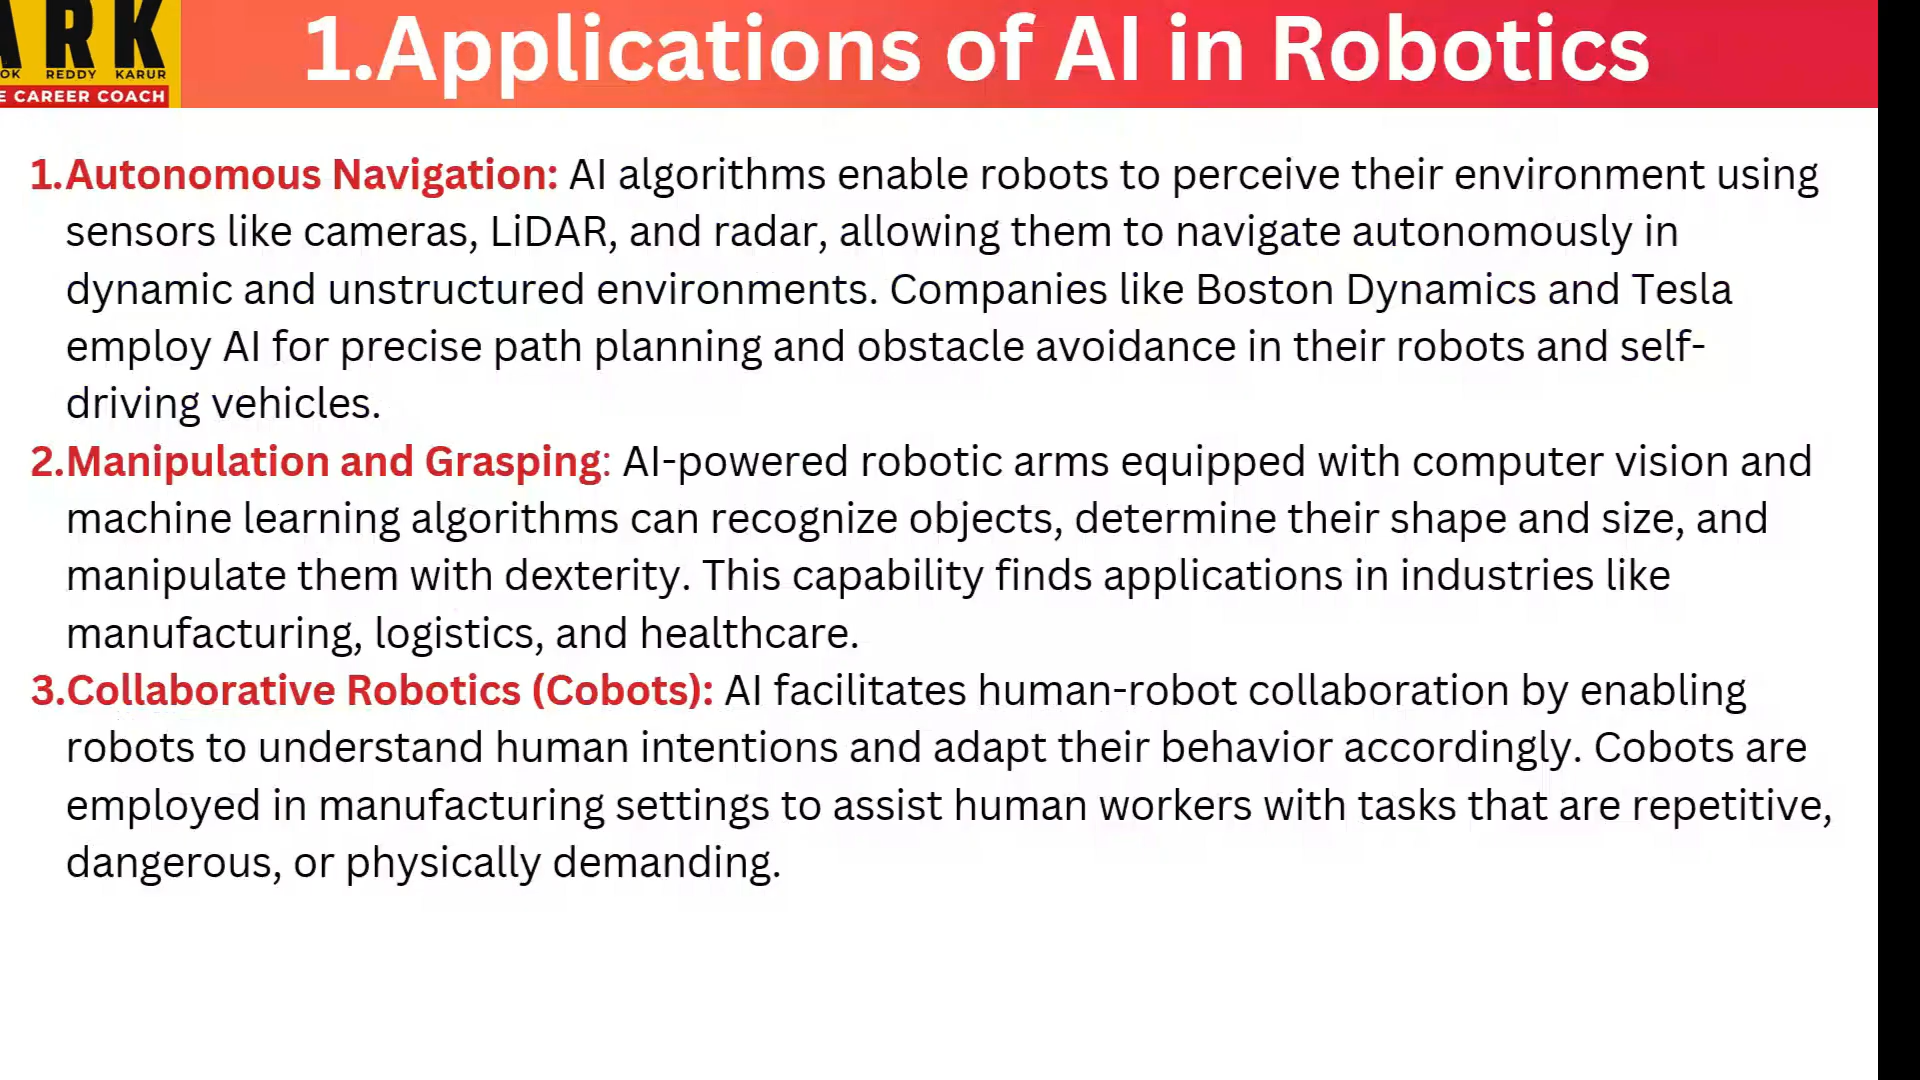 ARK
OK REDDY KARUR
E CAREER COACH
1.Applications of AI in Robotics
1.Autonomous Navigation: AI algorithms enable robots to perceive their environment using
sensors like cameras, LiDAR, and radar, allowing them to navigate autonomously in
dynamic and unstructured environments. Companies like Boston Dynamics and Tesla
employ AI for precise path planning and obstacle avoidance in their robots and self-
driving vehicles.
2.Manipulation and Grasping: AI-powered robotic arms equipped with computer vision and
machine learning algorithms can recognize objects, determine their shape and size, and
manipulate them with dexterity. This capability finds applications in industries like
manufacturing, logistics, and healthcare.
3.Collaborative Robotics (Cobots): AI facilitates human-robot collaboration by enabling
robots to understand human intentions and adapt their behavior accordingly. Cobots are
employed in manufacturing settings to assist human workers with tasks that are repetitive,
dangerous, or physically demanding.